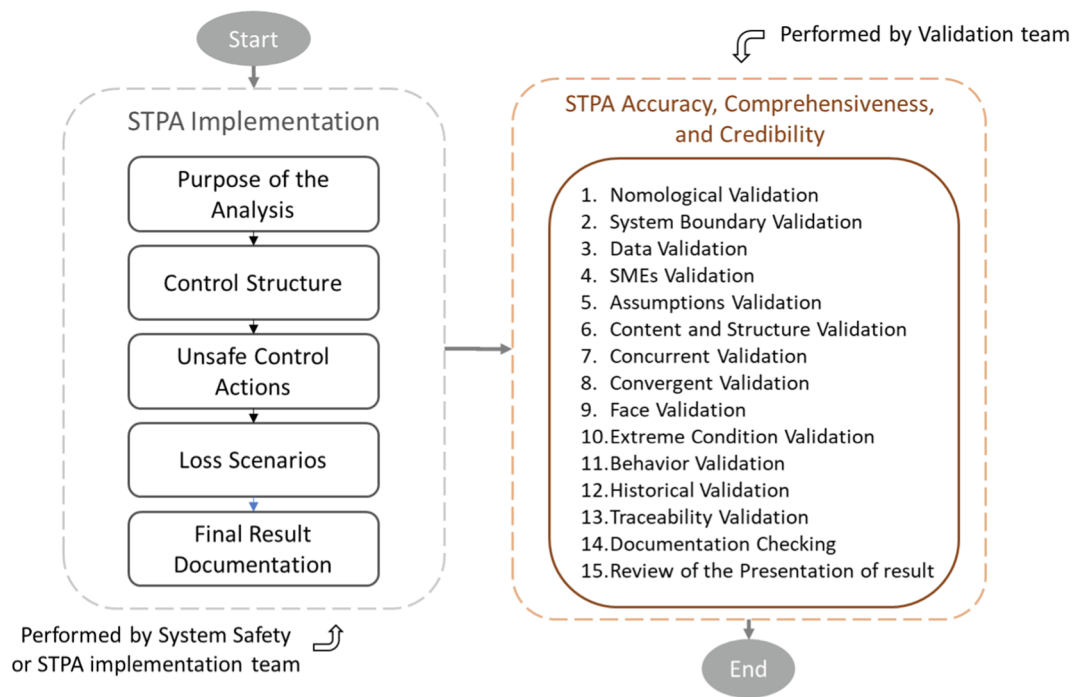 Start
STPA Implementation
Purpose of the
Analysis
Control Structure
Unsafe Control
Actions
Loss Scenarios
Final Result
Documentation
Performed by System Safety
or STPA implementation team
Performed by Validation team
STPA Accuracy, Comprehensiveness,
and Credibility
1. Nomological Validation
2. System Boundary Validation
3. Data Validation
4. SMEs Validation
5. Assumptions Validation
6. Content and Structure Validation
7. Concurrent Validation
8. Convergent Validation
9. Face Validation
10.Extreme Condition Validation
11.Behavior Validation
12.Historical Validation
13.Traceability Validation
14.Documentation Checking
15.Review of the Presentation of result
End